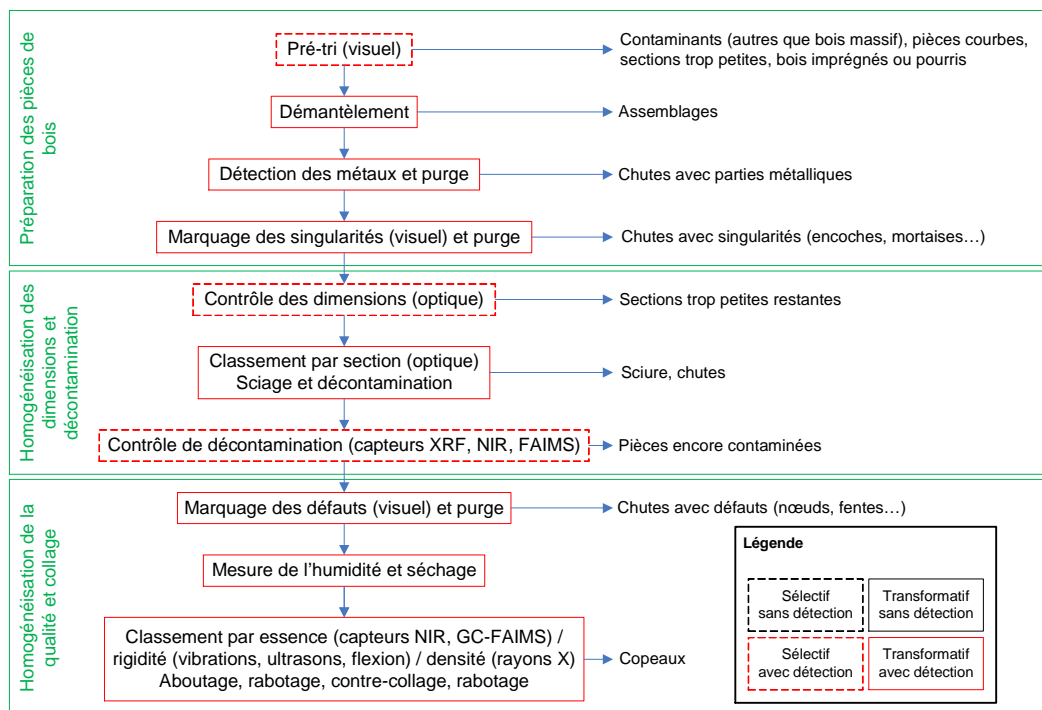 Préparation des pièces de
bois
Pré-tri (visuel)
Contaminants (autres que bois massif), pièces courbes,
sections trop petites, bois imprégnés ou pourris
Démantèlement
Assemblages
Détection des métaux et purge
Chutes avec parties métalliques
Marquage des singularités (visuel) et purge
Chutes avec singularités (encoches, mortaises…)
Homogénéisation des
dimensions et
décontamination
Contrôle des dimensions (optique)
Sections trop petites restantes
Classement par section (optique)
Sciage et décontamination
Sciure, chutes
Contrôle de décontamination (capteurs XRF, NIR, FAIMS)
Pièces encore contaminées
Homogénéisation de la
qualité et collage
Marquage des défauts (visuel) et purge
Chutes avec défauts (nœuds, fentes…)
Mesure de l’humidité et séchage
Classement par essence (capteurs NIR, GC-FAIMS) /
rigidité (vibrations, ultrasons, flexion) / densité (rayons X)
Aboutage, rabotage, contre-collage, rabotage
Copeaux
Légende
Sélectif
sans détection
Transformatif
sans détection
Sélectif
avec détection
Transformatif
avec détection